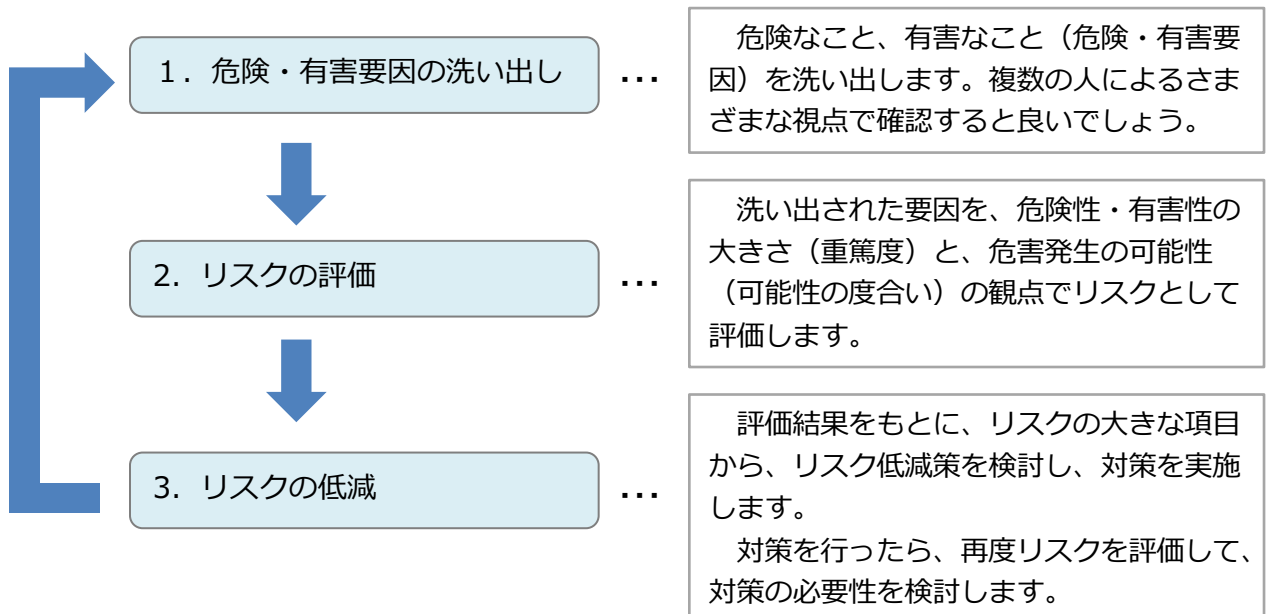 １．危険・有害要因の洗い出し
…
　危険なこと、有害なこと（危険・有害要
因）を洗い出します。複数の人によるさま
ざまな視点で確認すると良いでしょう。
2．リスクの評価
…
　洗い出された要因を、危険性・有害性の
大きさ（重篤度）と、危害発生の可能性
（可能性の度合い）の観点でリスクとして
評価します。
3．リスクの低減
…
　評価結果をもとに、リスクの大きな項目
から、リスク低減策を検討し、対策を実施
します。
　対策を行ったら、再度リスクを評価して、
対策の必要性を検討します。